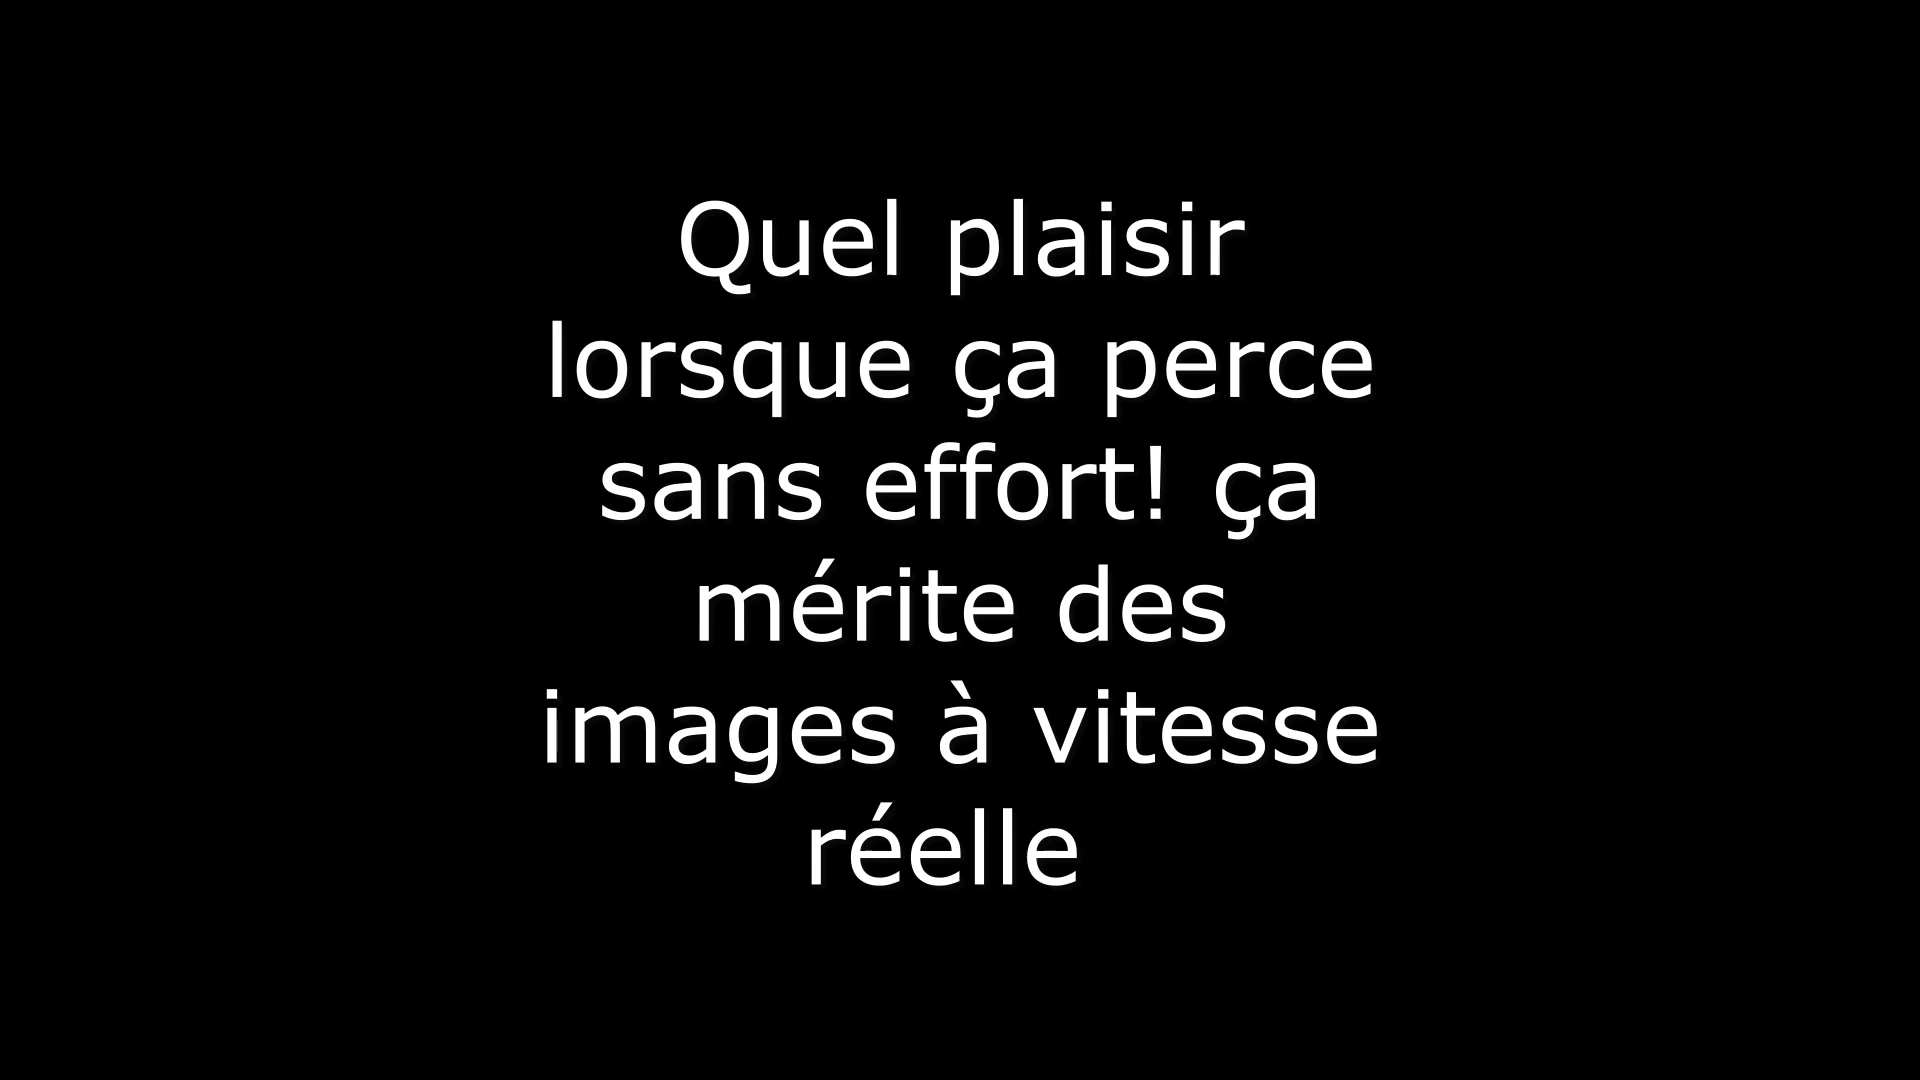 Quel plaisir
lorsque ça perce
sans effort! ça
mérite des
images à vitesse
réelle